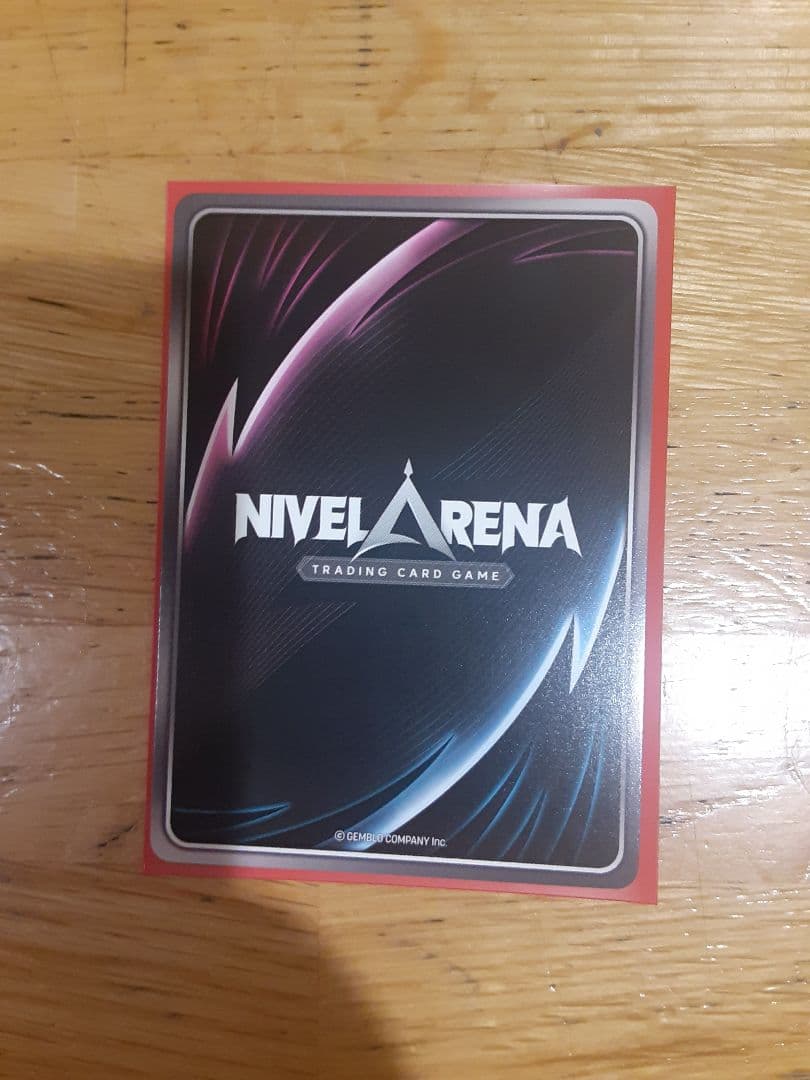 NIVEL ARENA
TRADING CARD GAME
© GEMBLO COMPANY Inc.